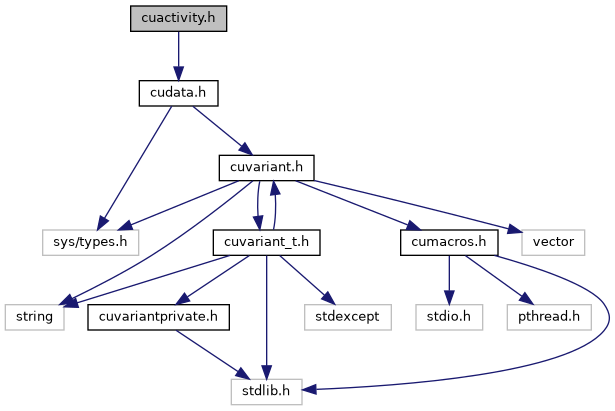 cuactivity.h
cudata.h
cuvariant.h
sys/types.h
cuvariant_t.h
cumacros.h
vector
string
cuvariantprivate.h
stdexcept
stdio.h
pthread.h
stdlib.h